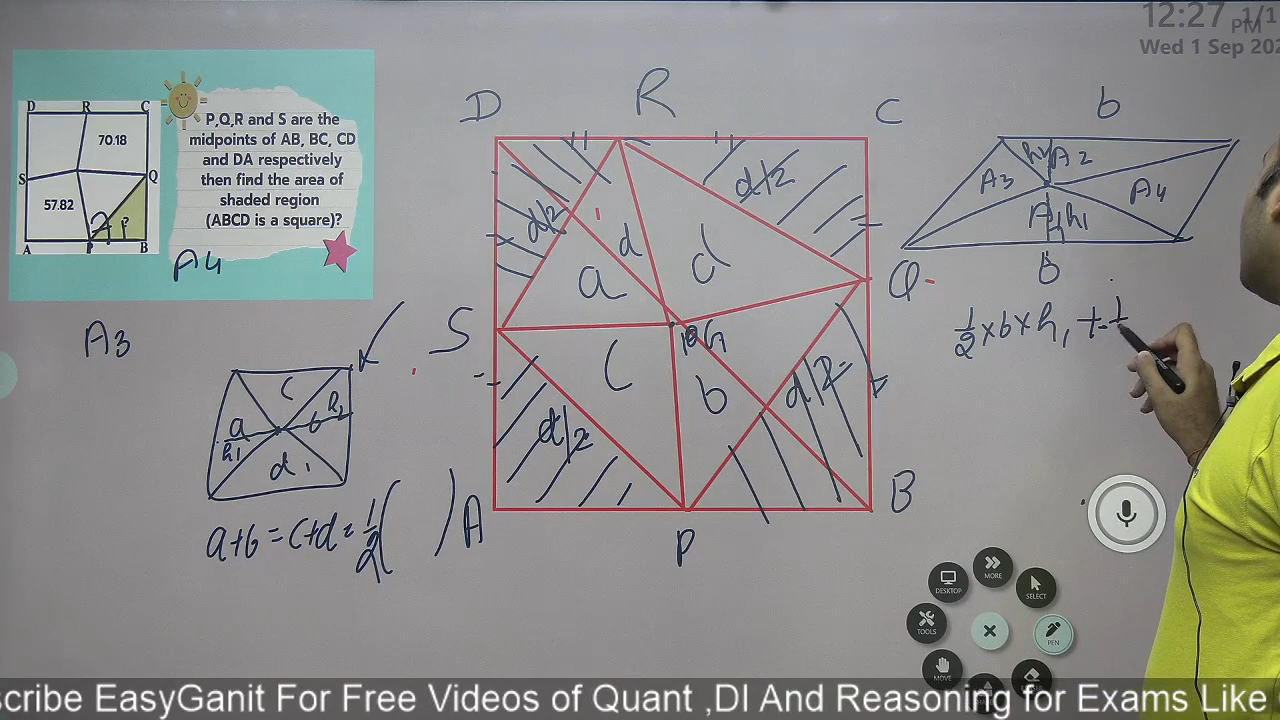 12:27 PM
1/1
Wed 1 Sep 202
D R C
70.18
S Q
57.82
A P B
P,Q,R and S are the
midpoints of AB, BC, CD
and DA respectively
then find the area of
shaded region
(ABCD is a square)?
A4
A3
D R C
d/2 d/2
a d d
S Q
c b
d/2 d/2
A P B
b
h2 A2
A3 A4
h1
b
1/2 × b × h1 +
c
a b h2
h1
d
a+b = c+d = 1/2( )
DESKTOP
MORE
SELECT
TOOLS
PEN
MOVE
scribe EasyGanit For Free Videos of Quant ,DI And Reasoning for Exams Like